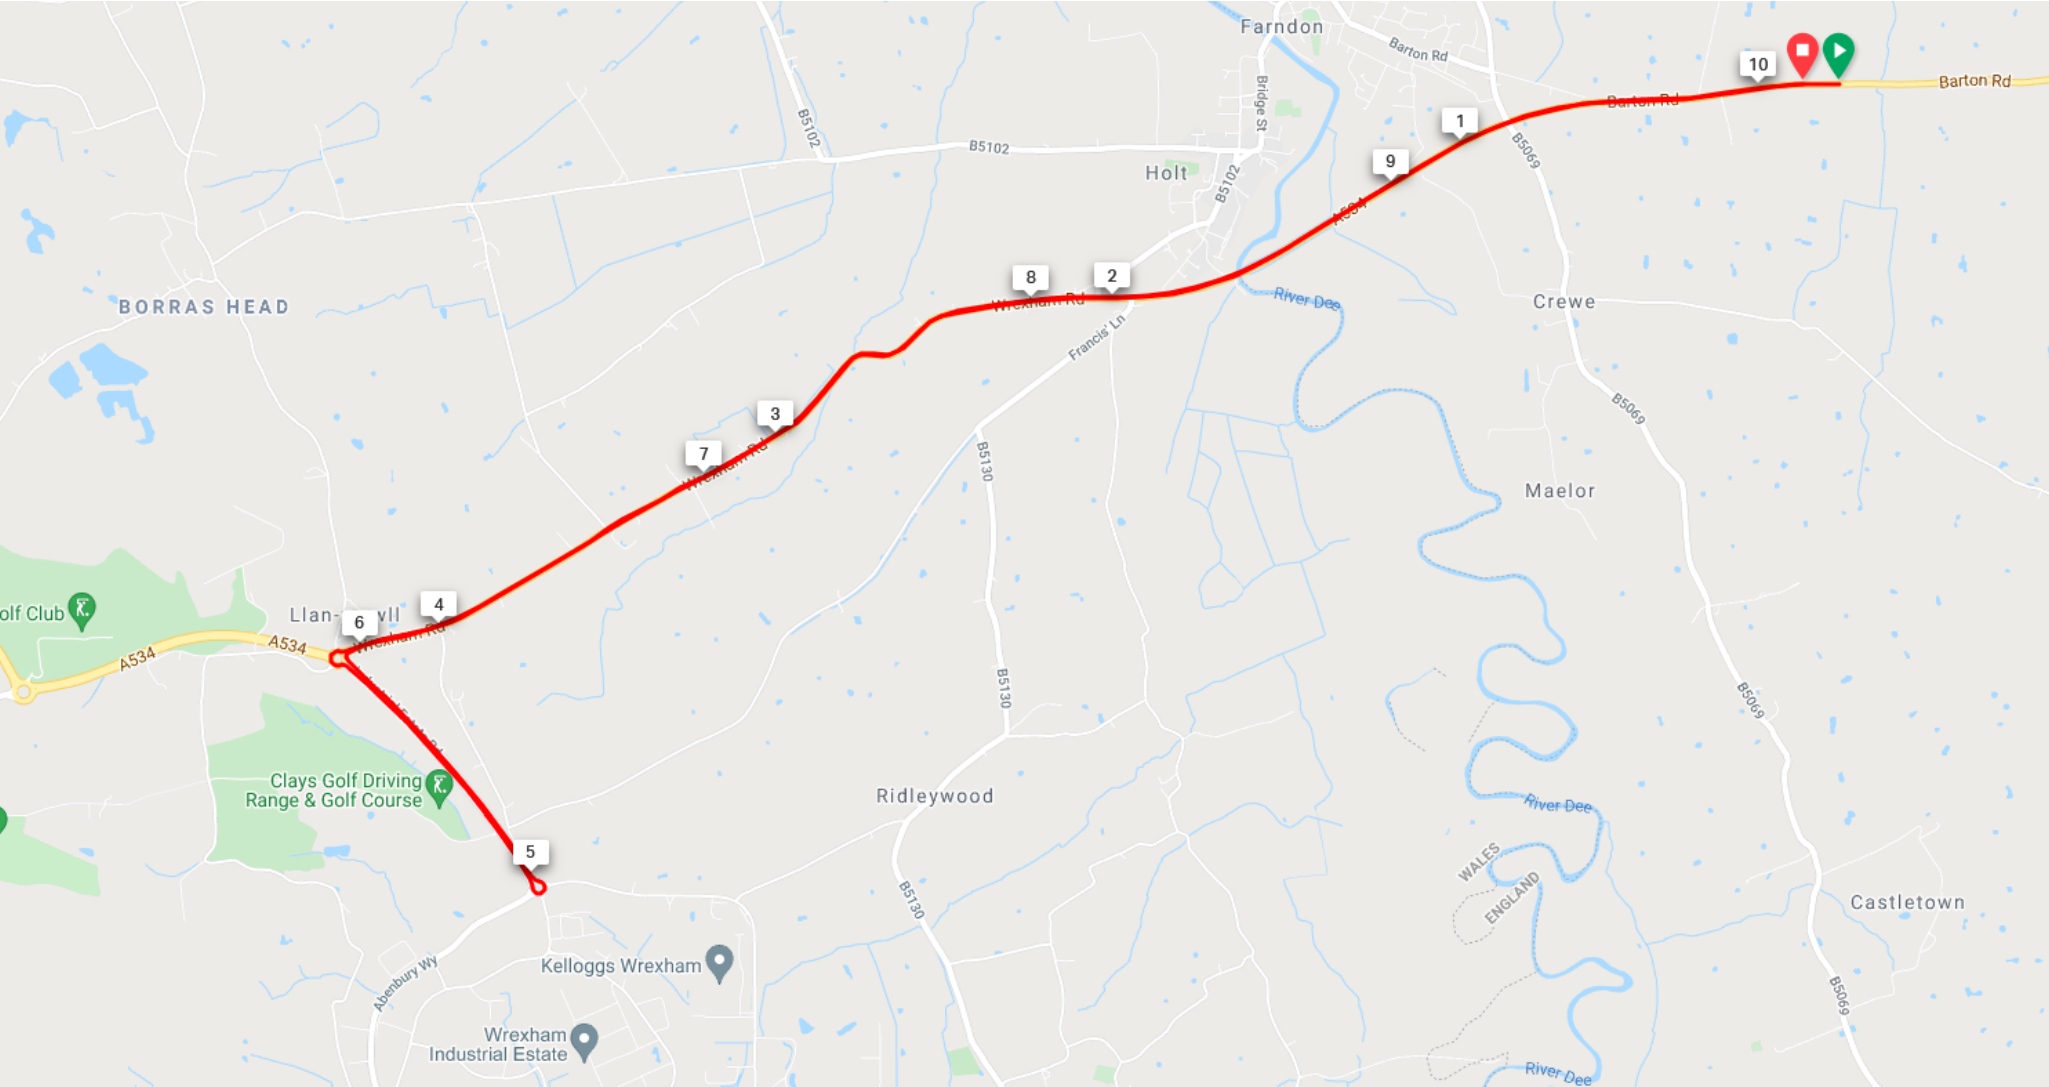 Farndon
Barton Rd
10
Barton Rd
Barton Rd
B5102
Bridge St
1
B5069
B5102
9
Holt
B5102
A534
8
2
Wrexham Rd
River Dee
Crewe
BORRAS HEAD
Francis' Ln
3
B5069
7
Wrexham Rd
B5130
Maelor
olf Club
4
6
Wrexham Rd
A534
A534
B5130
B5069
Clays Golf Driving
Range & Golf Course
Ridleywood
River Dee
5
WALES
ENGLAND
B5130
Castletown
Kelloggs Wrexham
Abenbury Wy
B5069
Wrexham
Industrial Estate
River Dee